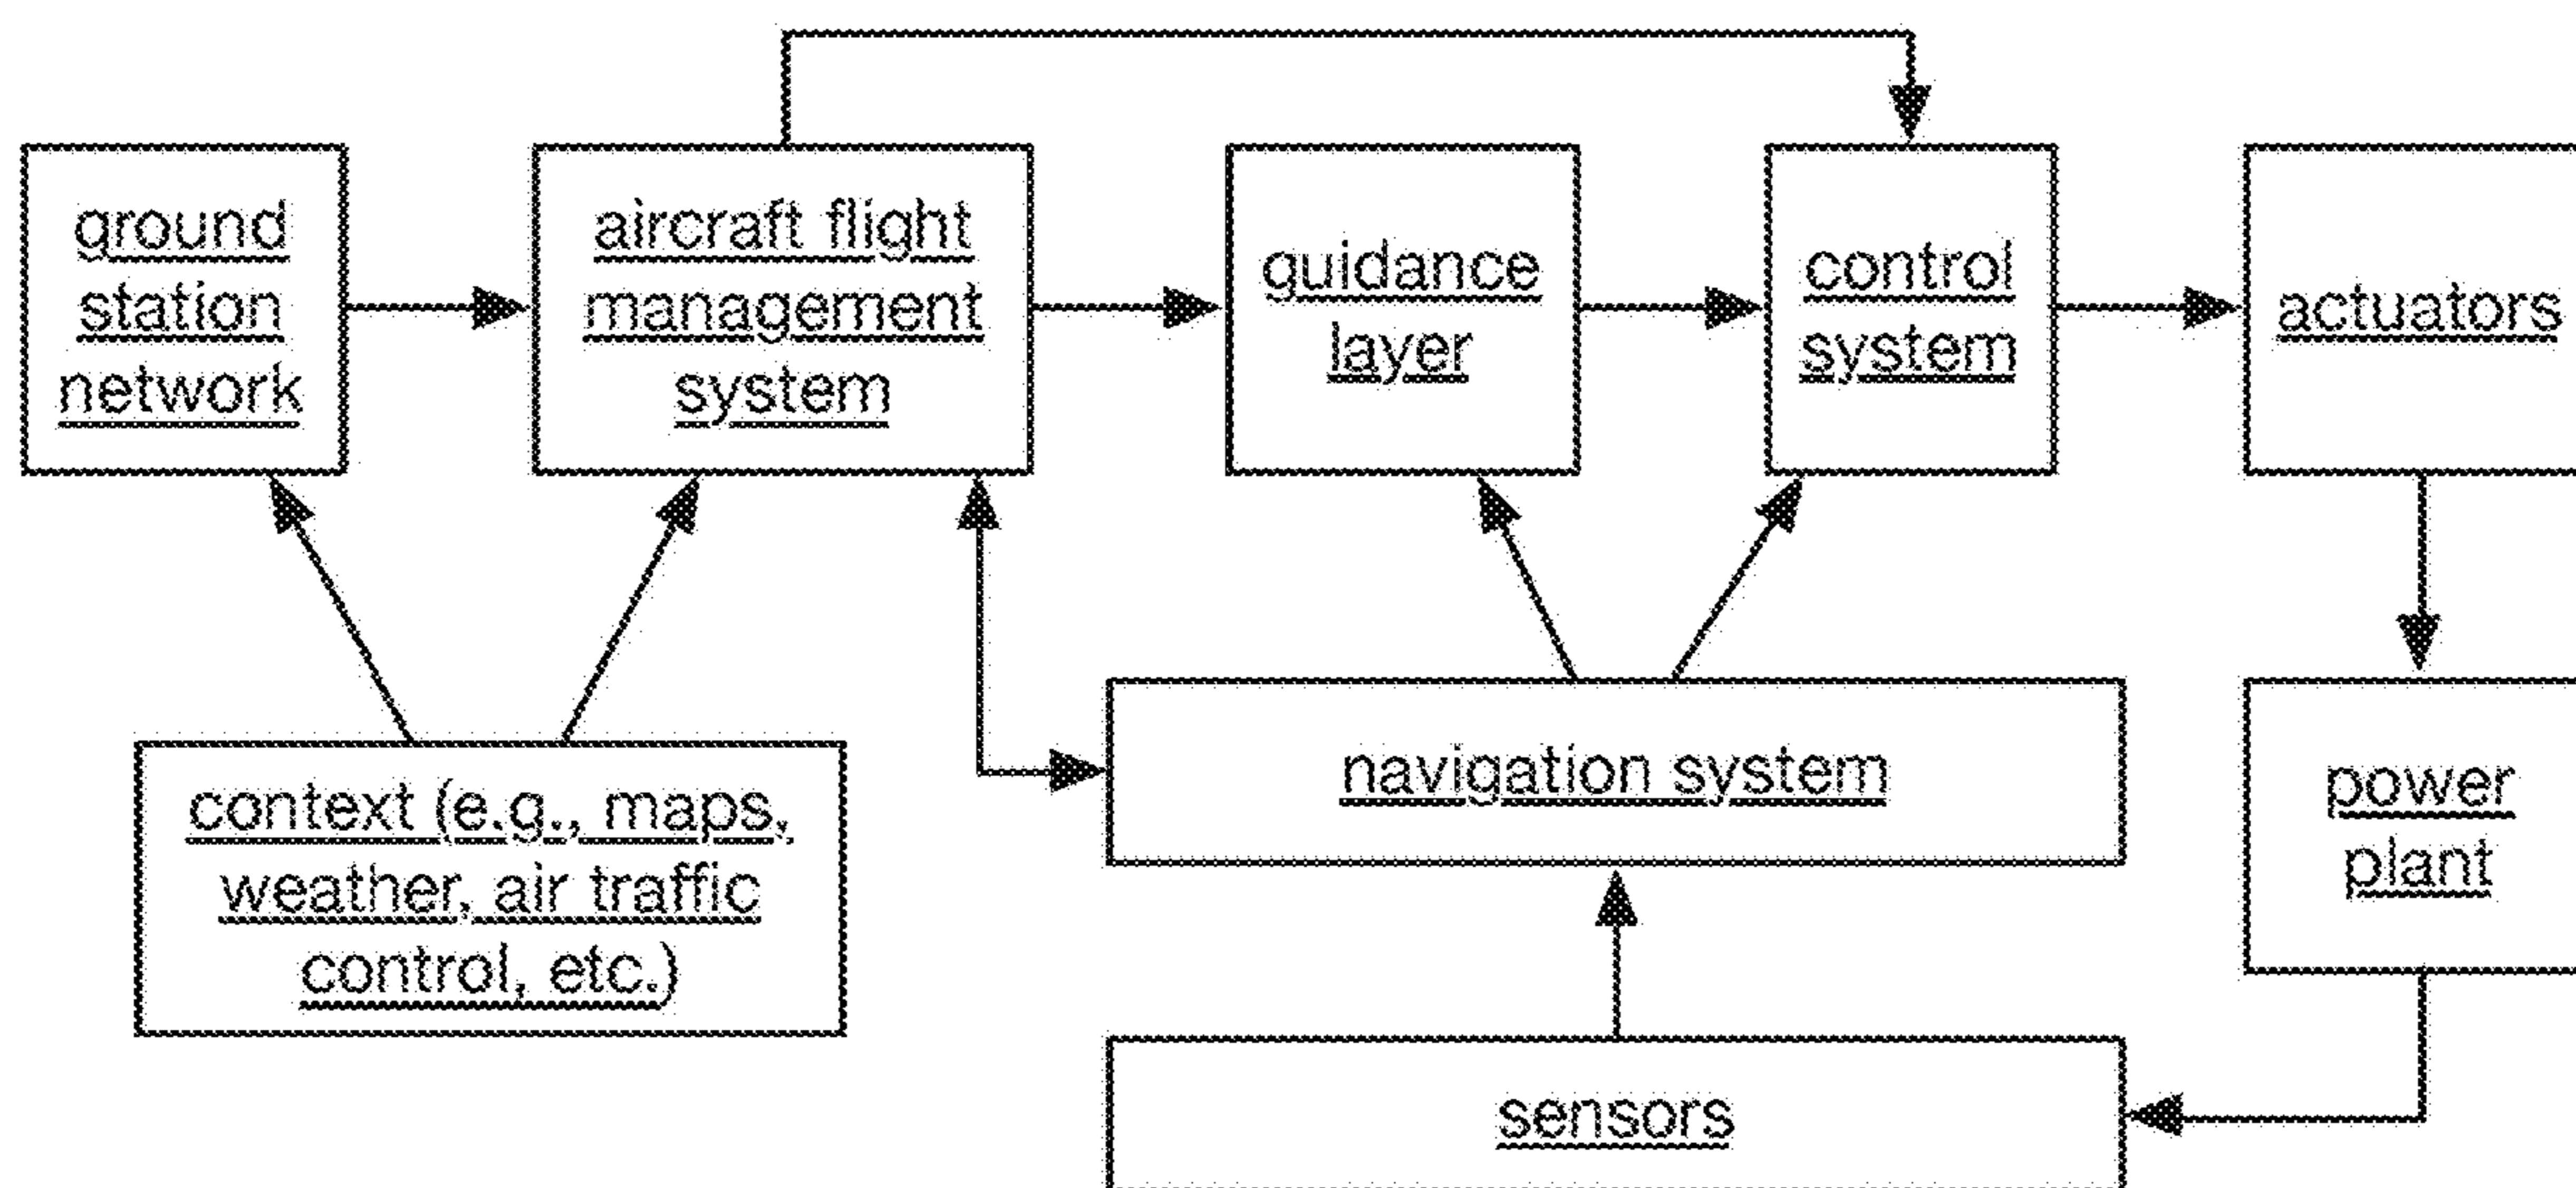 ground
station
network
aircraft flight
management
system
guidance
layer
control
system
actuators
context (e.g., maps,
weather, air traffic
control, etc.)
navigation system
power
plant
sensors